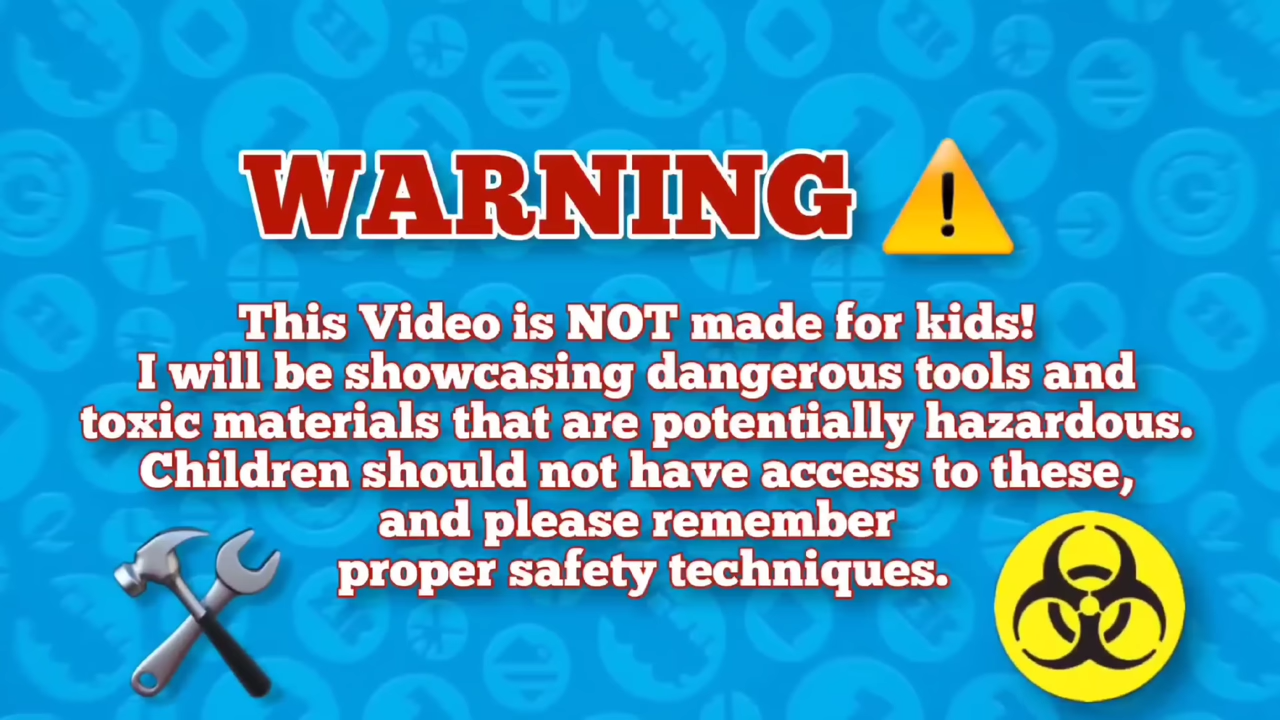 WARNING
This Video is NOT made for kids!
I will be showcasing dangerous tools and
toxic materials that are potentially hazardous.
Children should not have access to these,
and please remember
proper safety techniques.